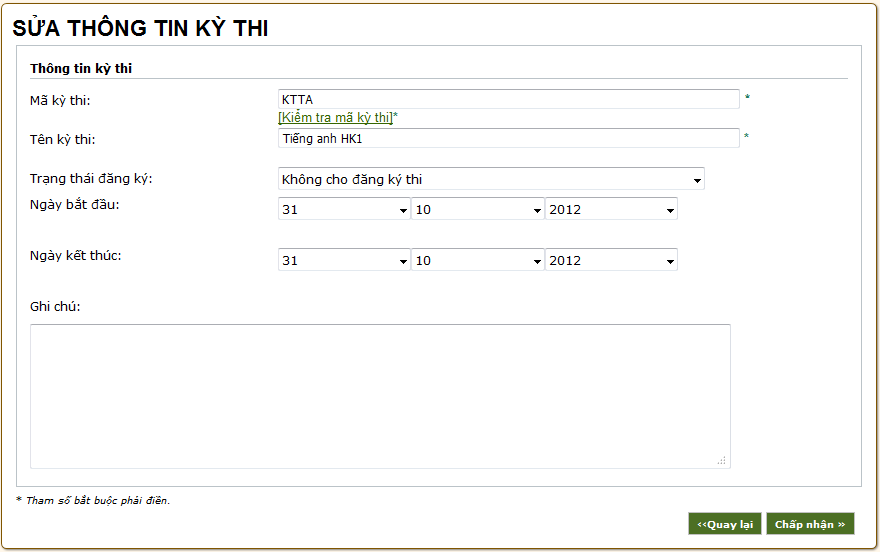 SỬA THÔNG TIN KỲ THI
Thông tin kỳ thi
Mã kỳ thi: KTTA *
[Kiểm tra mã kỳ thi]*
Tên kỳ thi: Tiếng anh HK1 *
Trạng thái đăng ký: Không cho đăng ký thi
Ngày bắt đầu: 31 10 2012
Ngày kết thúc: 31 10 2012
Ghi chú:
* Tham số bắt buộc phải điền.
‹‹Quay lại Chấp nhận »